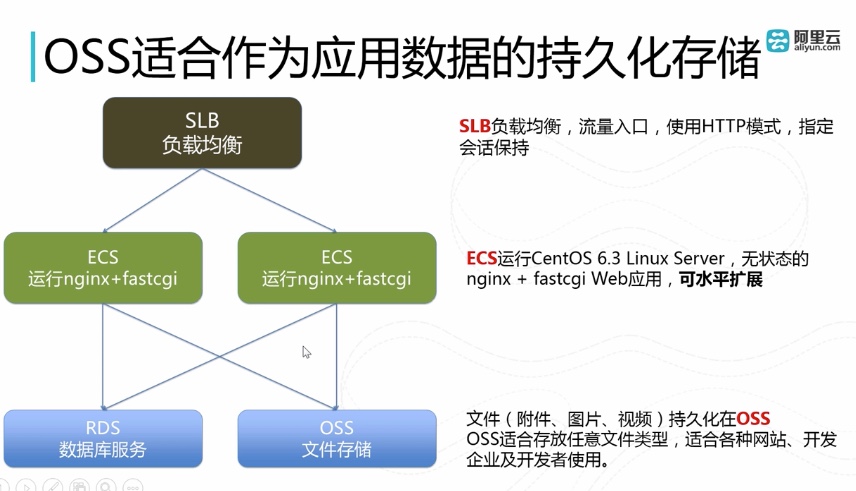 OSS适合作为应用数据的持久化存储
阿里云
aliyun.com
SLB
负载均衡
SLB负载均衡，流量入口，使用HTTP模式，指定
会话保持
ECS
运行nginx+fastcgi
ECS
运行nginx+fastcgi
ECS运行CentOS 6.3 Linux Server，无状态的
nginx + fastcgi Web应用，可水平扩展
RDS
数据库服务
OSS
文件存储
文件（附件、图片、视频）持久化在OSS
OSS适合存放任意文件类型，适合各种网站、开发
企业及开发者使用。